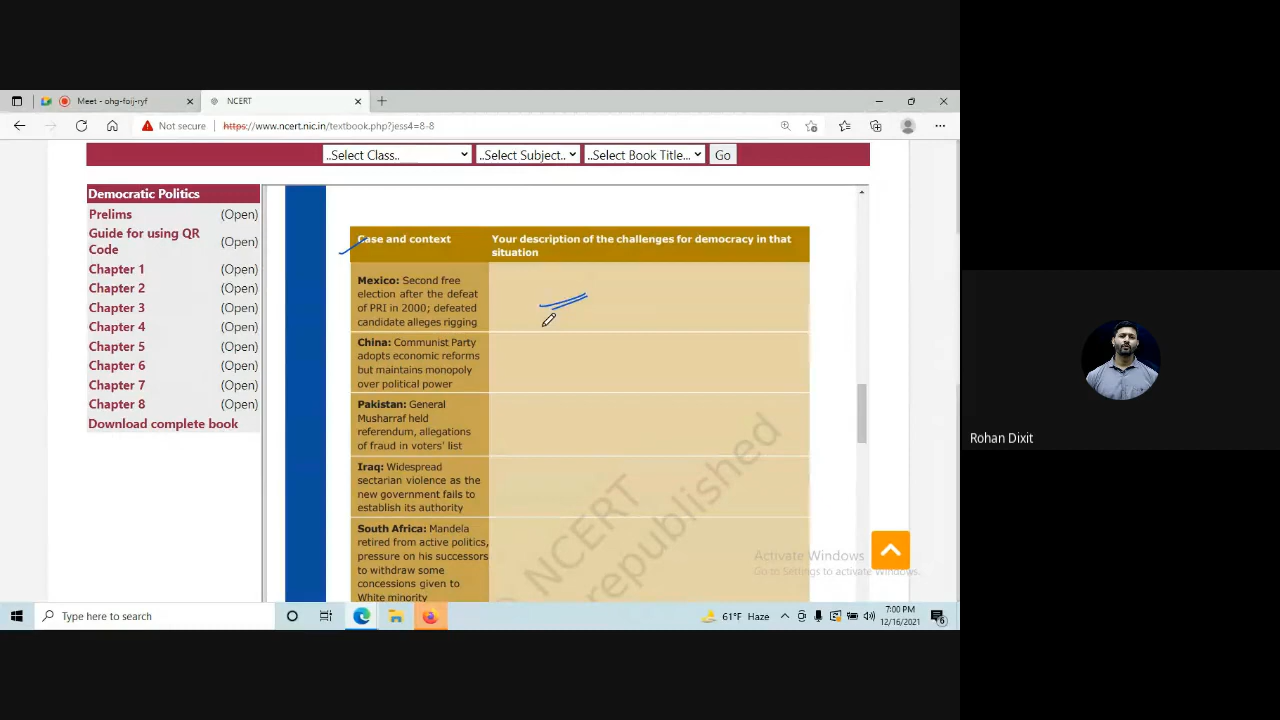 Meet - ohg-foij-ryf
NCERT
Not secure
https://www.ncert.nic.in/textbook.php?jess4=8-8
..Select Class..
..Select Subject..
..Select Book Title..
Go
Democratic Politics
Prelims (Open)
Guide for using QR
Code (Open)
Chapter 1 (Open)
Chapter 2 (Open)
Chapter 3 (Open)
Chapter 4 (Open)
Chapter 5 (Open)
Chapter 6 (Open)
Chapter 7 (Open)
Chapter 8 (Open)
Download complete book
Case and context
Your description of the challenges for democracy in that
situation
Mexico: Second free
election after the defeat
of PRI in 2000; defeated
candidate alleges rigging
China: Communist Party
adopts economic reforms
but maintains monopoly
over political power
Pakistan: General
Musharraf held
referendum, allegations
of fraud in voters' list
Iraq: Widespread
sectarian violence as the
new government fails to
establish its authority
South Africa: Mandela
retired from active politics,
pressure on his successors
to withdraw some
concessions given to
White minority
© NCERT
republished
Activate Windows
Go to Settings to activate Windows.
Rohan Dixit
Type here to search
61°F Haze
7:00 PM
12/16/2021
6